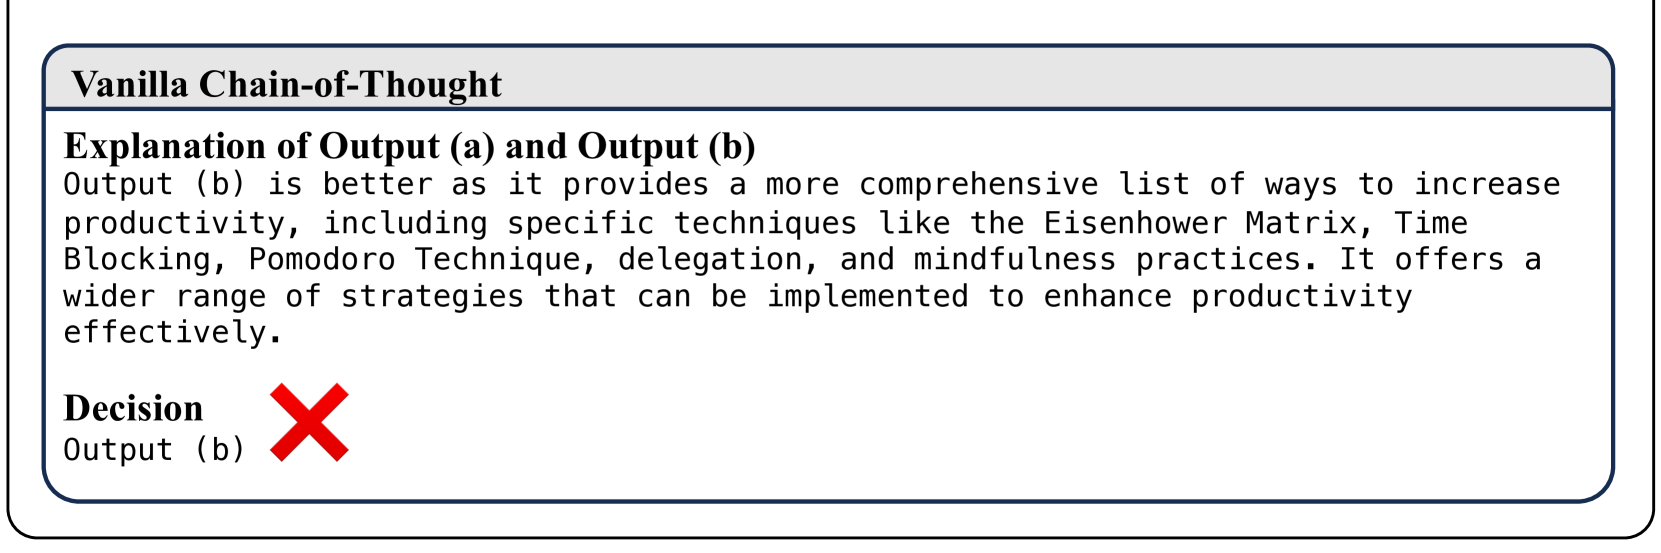 Vanilla Chain-of-Thought
Explanation of Output (a) and Output (b)
Output (b) is better as it provides a more comprehensive list of ways to increase
productivity, including specific techniques like the Eisenhower Matrix, Time
Blocking, Pomodoro Technique, delegation, and mindfulness practices. It offers a
wider range of strategies that can be implemented to enhance productivity
effectively.
Decision
Output (b)